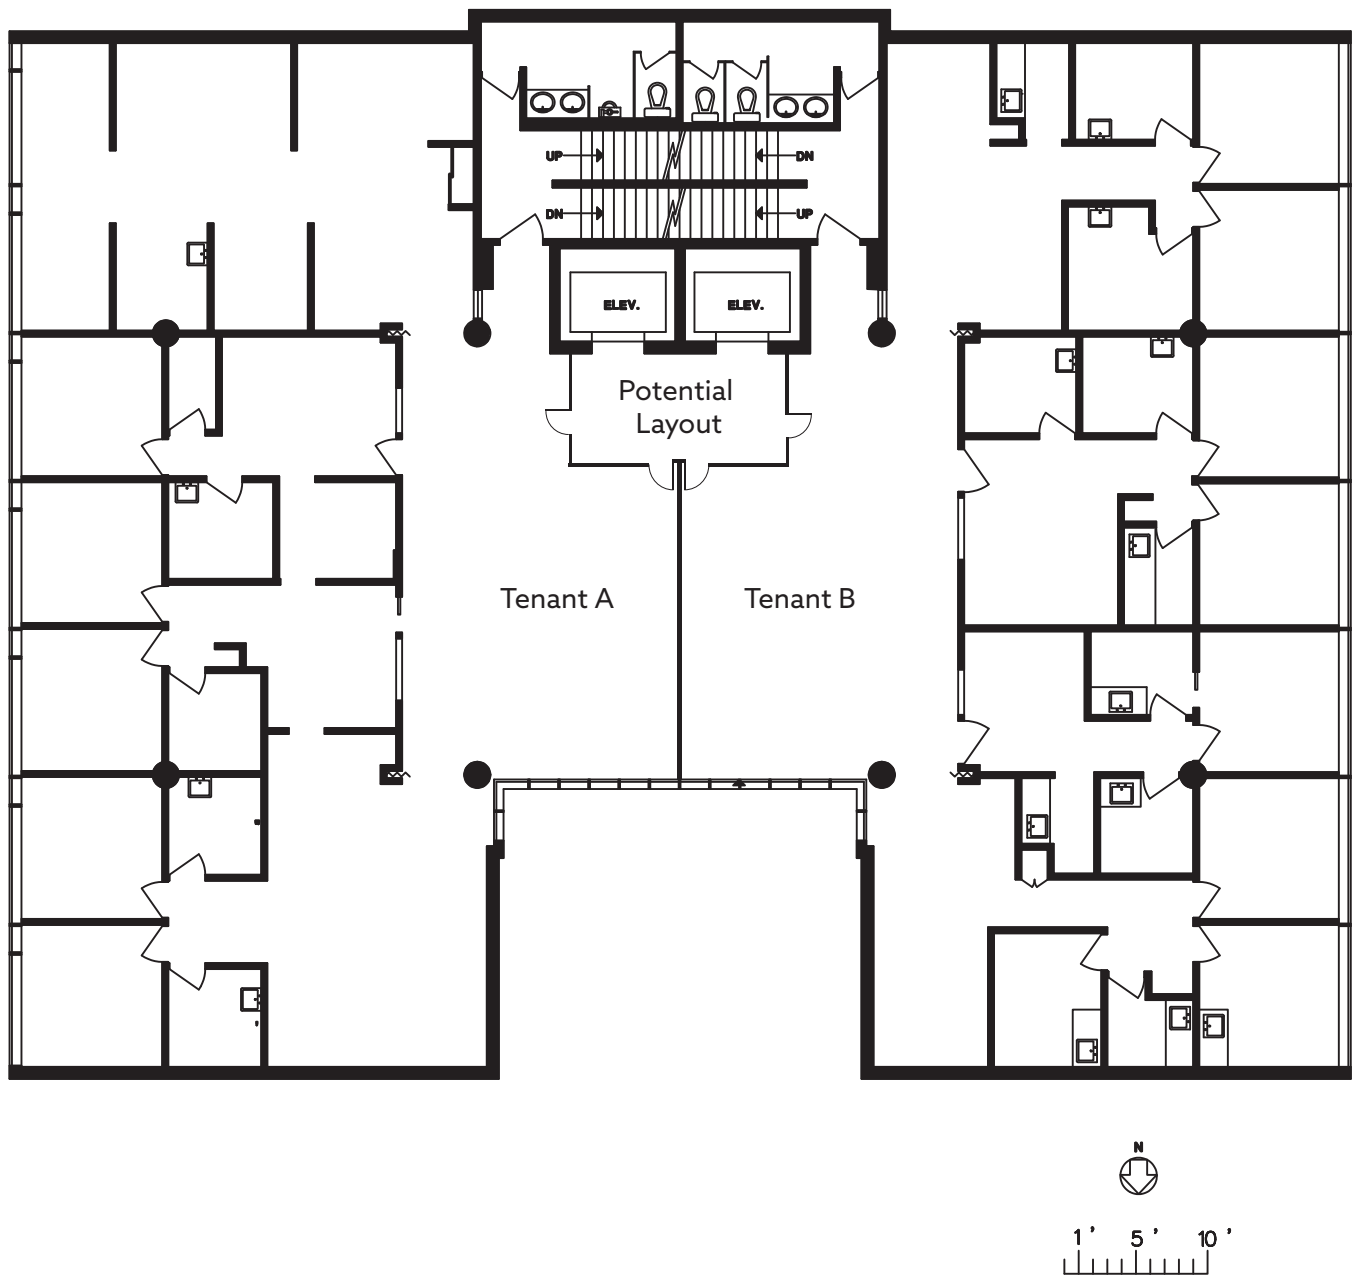 UP
DN
DN
UP
ELEV.
ELEV.
Potential
Layout
Tenant A
Tenant B
N
1' 5' 10'